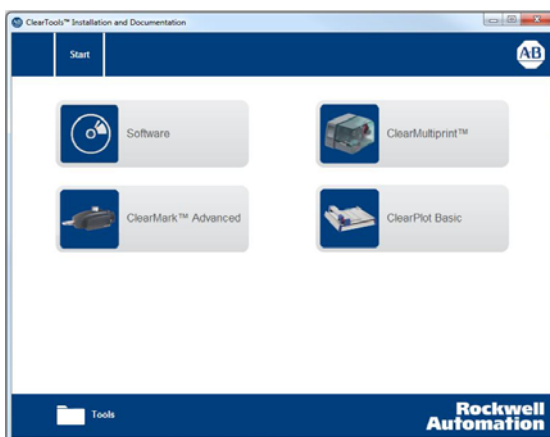 ClearTools™ Installation and Documentation
Start
AB
Software
ClearMultiprint™
ClearMark™ Advanced
ClearPlot Basic
Tools
Rockwell
Automation